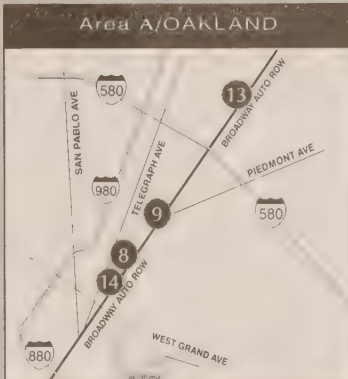 Area A/OAKLAND
580
13
BROADWAY AUTO ROW
SAN PABLO AVE
TELEGRAPH AVE
PIEDMONT AVE
980
9
580
8
14
BROADWAY AUTO ROW
880
WEST GRAND AVE